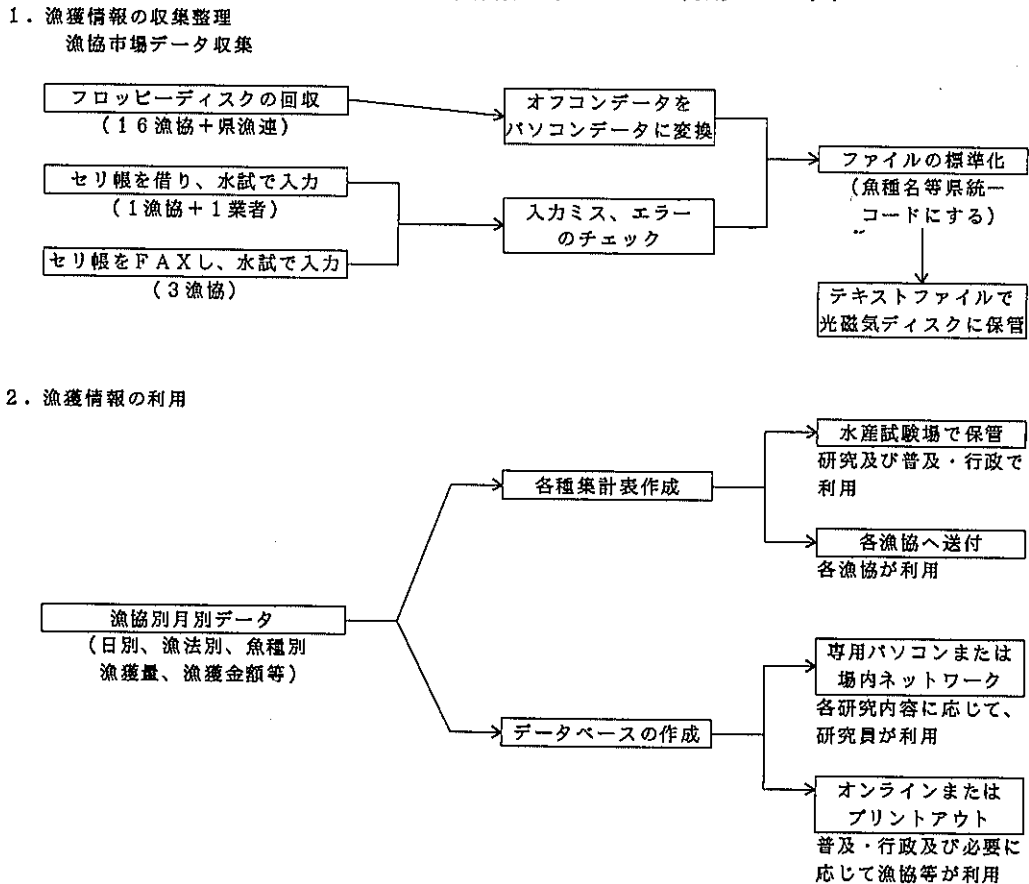 1．漁獲情報の収集整理
漁協市場データ収集
フロッピーディスクの回収
（16漁協＋県漁連）
オフコンデータを
パソコンデータに変換
セリ帳を借り、水試で入力
（1漁協＋1業者）
入力ミス、エラー
のチェック
セリ帳をFAXし、水試で入力
（3漁協）
ファイルの標準化
（魚種名等県統一
コードにする）
テキストファイルで
光磁気ディスクに保管
2．漁獲情報の利用
漁協別月別データ
（日別、漁法別、魚種別
漁獲量、漁獲金額等）
各種集計表作成
水産試験場で保管
研究及び普及・行政で
利用
各漁協へ送付
各漁協が利用
データベースの作成
専用パソコンまたは
場内ネットワーク
各研究内容に応じて、
研究員が利用
オンラインまたは
プリントアウト
普及・行政及び必要に
応じて漁協等が利用